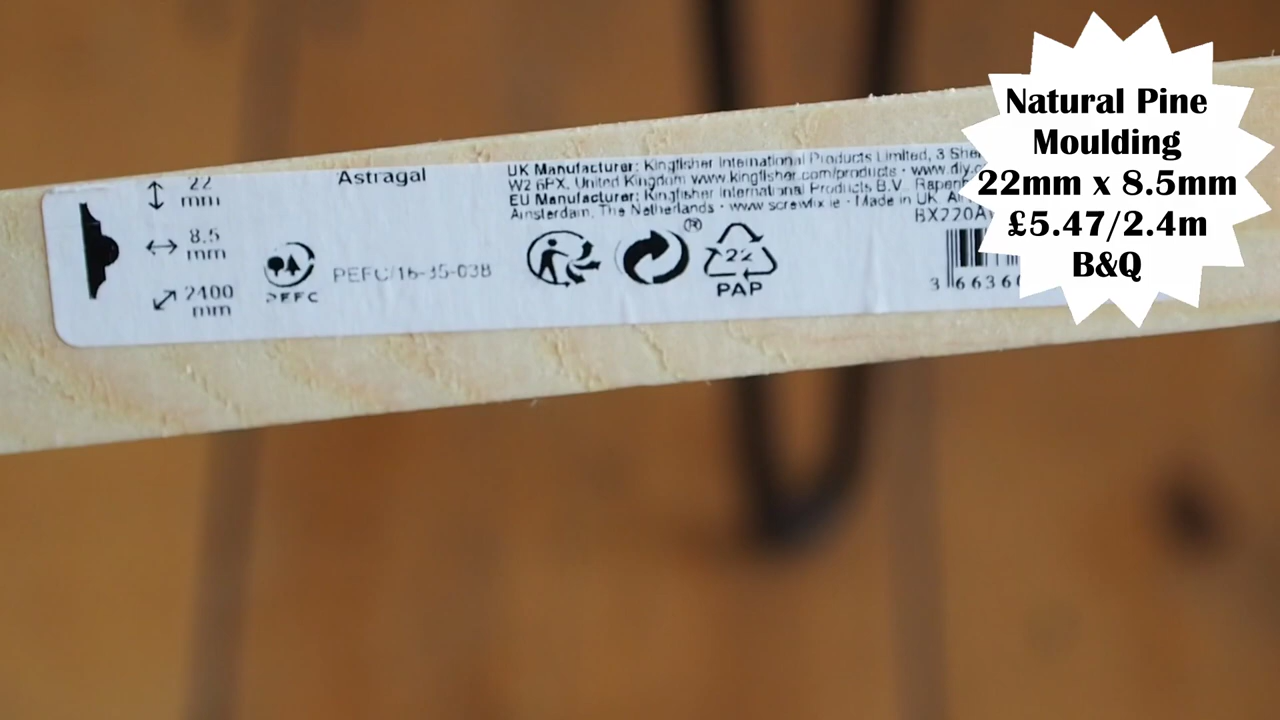 Natural Pine
Moulding
22mm x 8.5mm
£5.47/2.4m
B&Q
22
mm
8.5
mm
2400
mm
PEFC
PEFC/16-35-038
Astragal
UK Manufacturer: Kingfisher International Products Limited, 3
W2 6PX, United Kingdom www.kingfisher.com/products · www.diy.
EU Manufacturer: Kingfisher International Products B.V.
Amsterdam, The Netherlands · www.screwfix.ie · Made in UK.
BX220A
®
22
PAP
3 66360